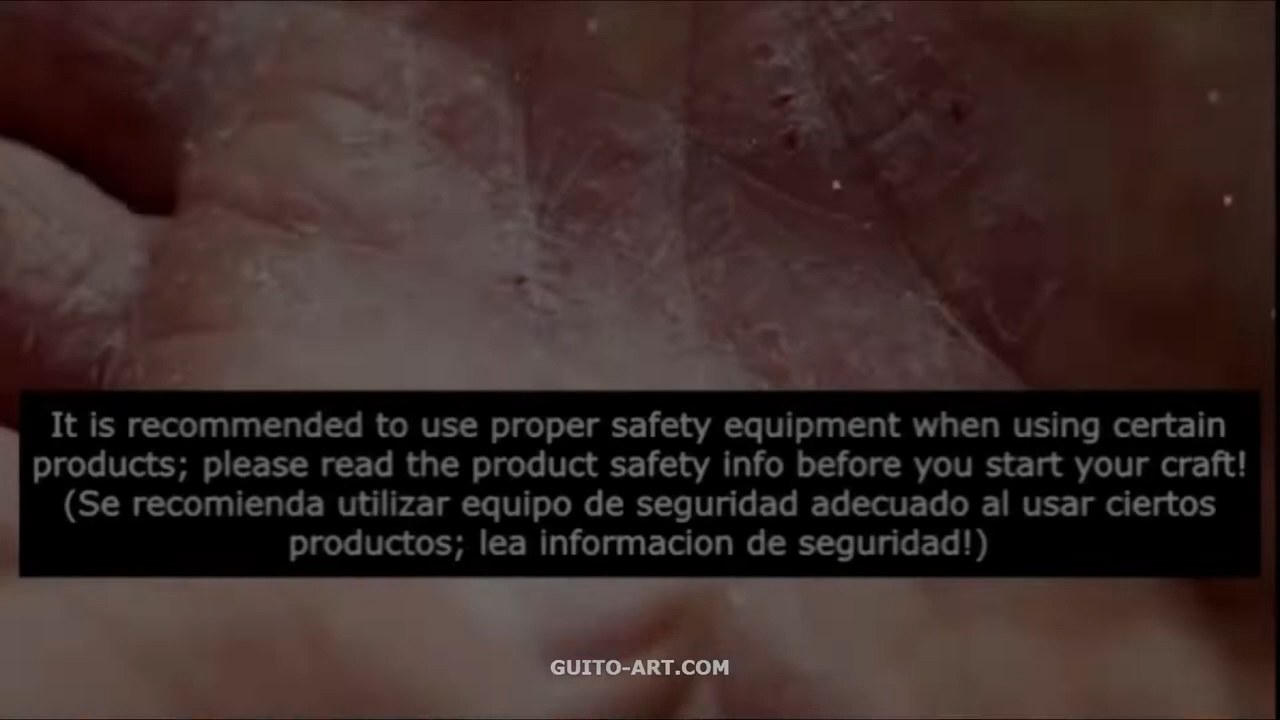 It is recommended to use proper safety equipment when using certain
products; please read the product safety info before you start your craft!
(Se recomienda utilizar equipo de seguridad adecuado al usar ciertos
productos; lea informacion de seguridad!)
GUITO-ART.COM